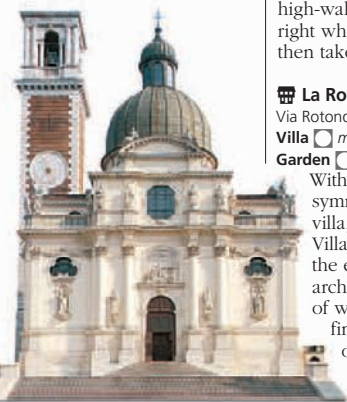 high-wal
right wh
then take
La Ro
Via Rotond
Villa
Garden
With
symm
villa,
Villa
the e
arch
of w
fir